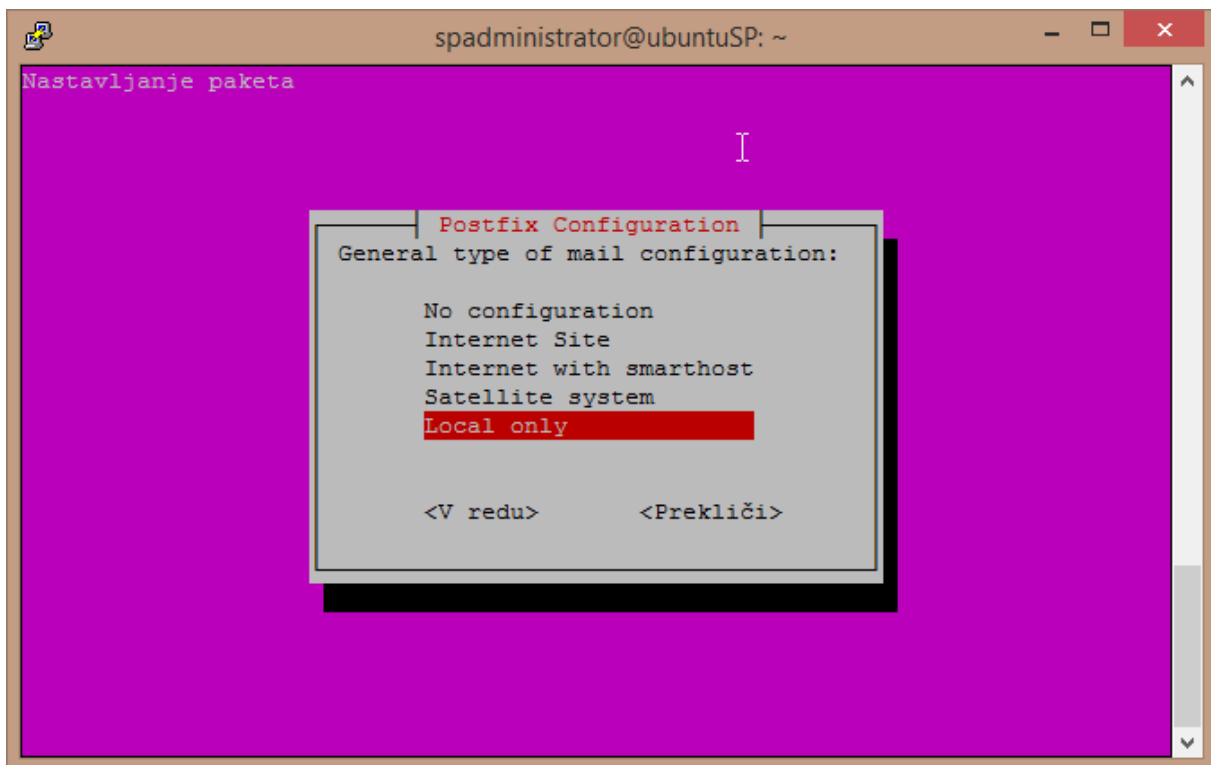 spadministrator@ubuntuSP: ~
Nastavljanje paketa
Postfix Configuration
General type of mail configuration:
No configuration
Internet Site
Internet with smarthost
Satellite system
Local only
<V redu> <Prekliči>